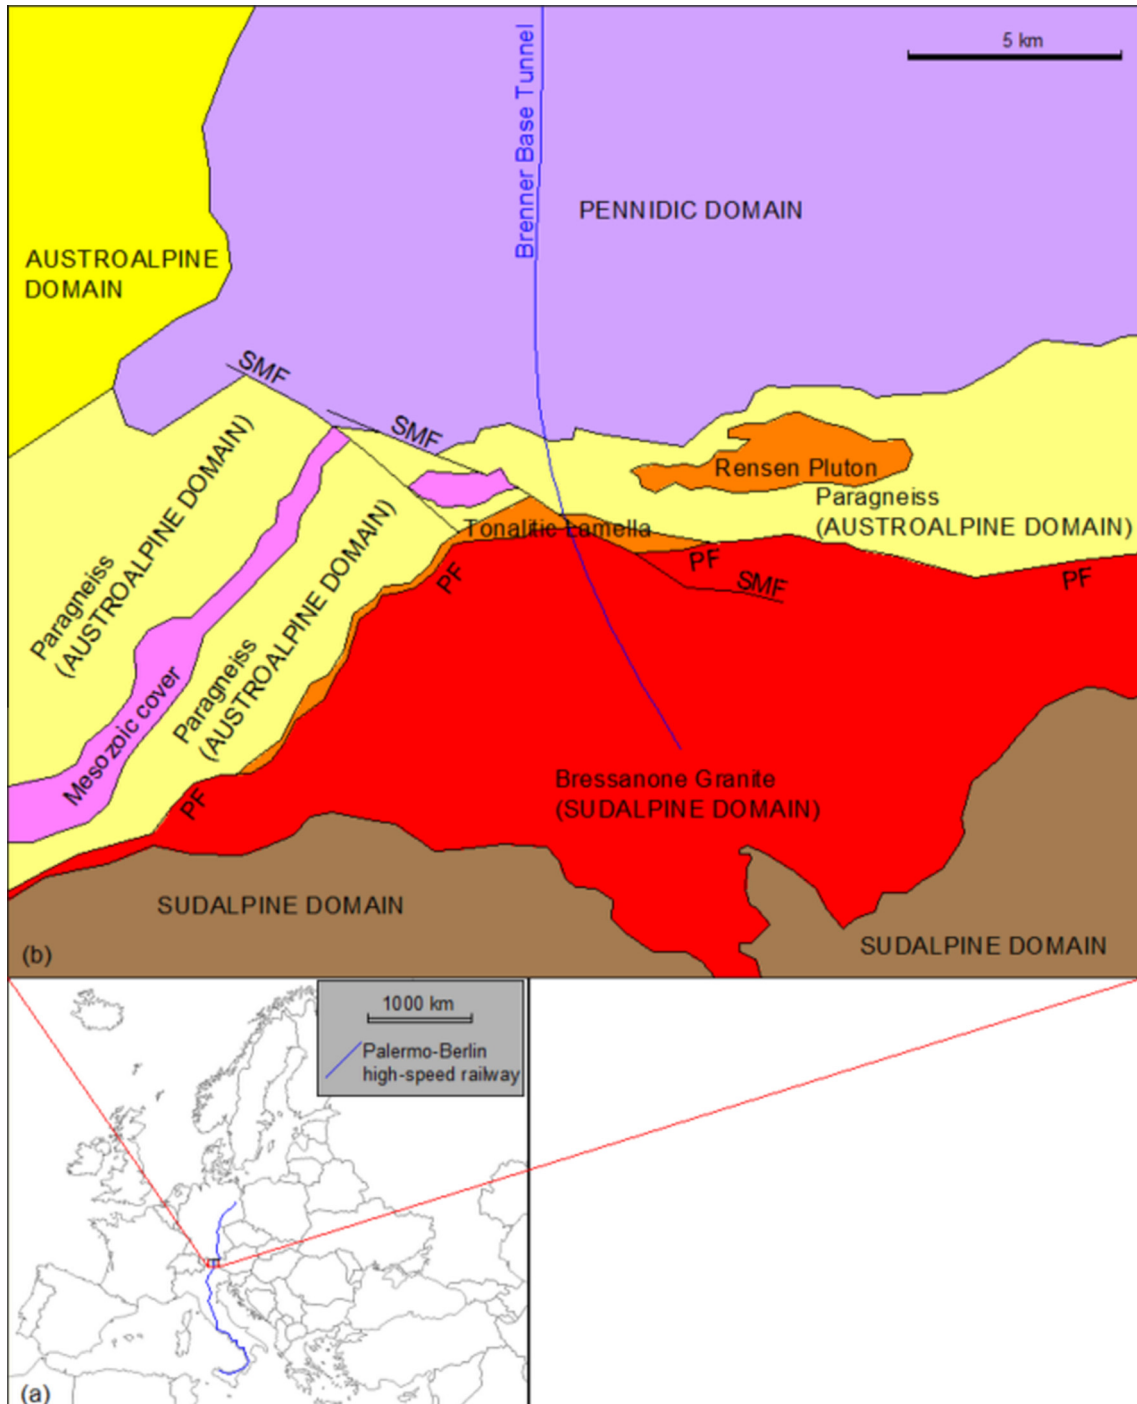 5 km
Brenner Base Tunnel
PENNIDIC DOMAIN
AUSTROALPINE
DOMAIN
SMF
SMF
Rensen Pluton
Paragneiss
(AUSTROALPINE DOMAIN)
Tonalitic Lamella
Paragneiss
(AUSTROALPINE DOMAIN)
PF
PF
SMF
PF
Paragneiss
(AUSTROALPINE DOMAIN)
Mesozoic cover
PF
Bressanone Granite
(SUDALPINE DOMAIN)
SUDALPINE DOMAIN
SUDALPINE DOMAIN
(b)
1000 km
Palermo-Berlin
high-speed railway
(a)